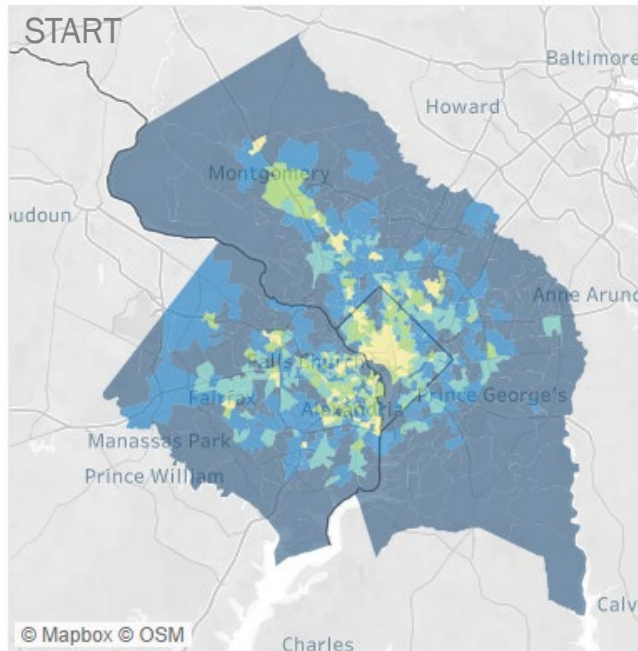 START
Baltimore
Howard
Montgomery
oudoun
Anne Arund
Falls Church
Fairfax
Prince George's
Alexandria
Manassas Park
Prince William
Calv
© Mapbox © OSM
Charles